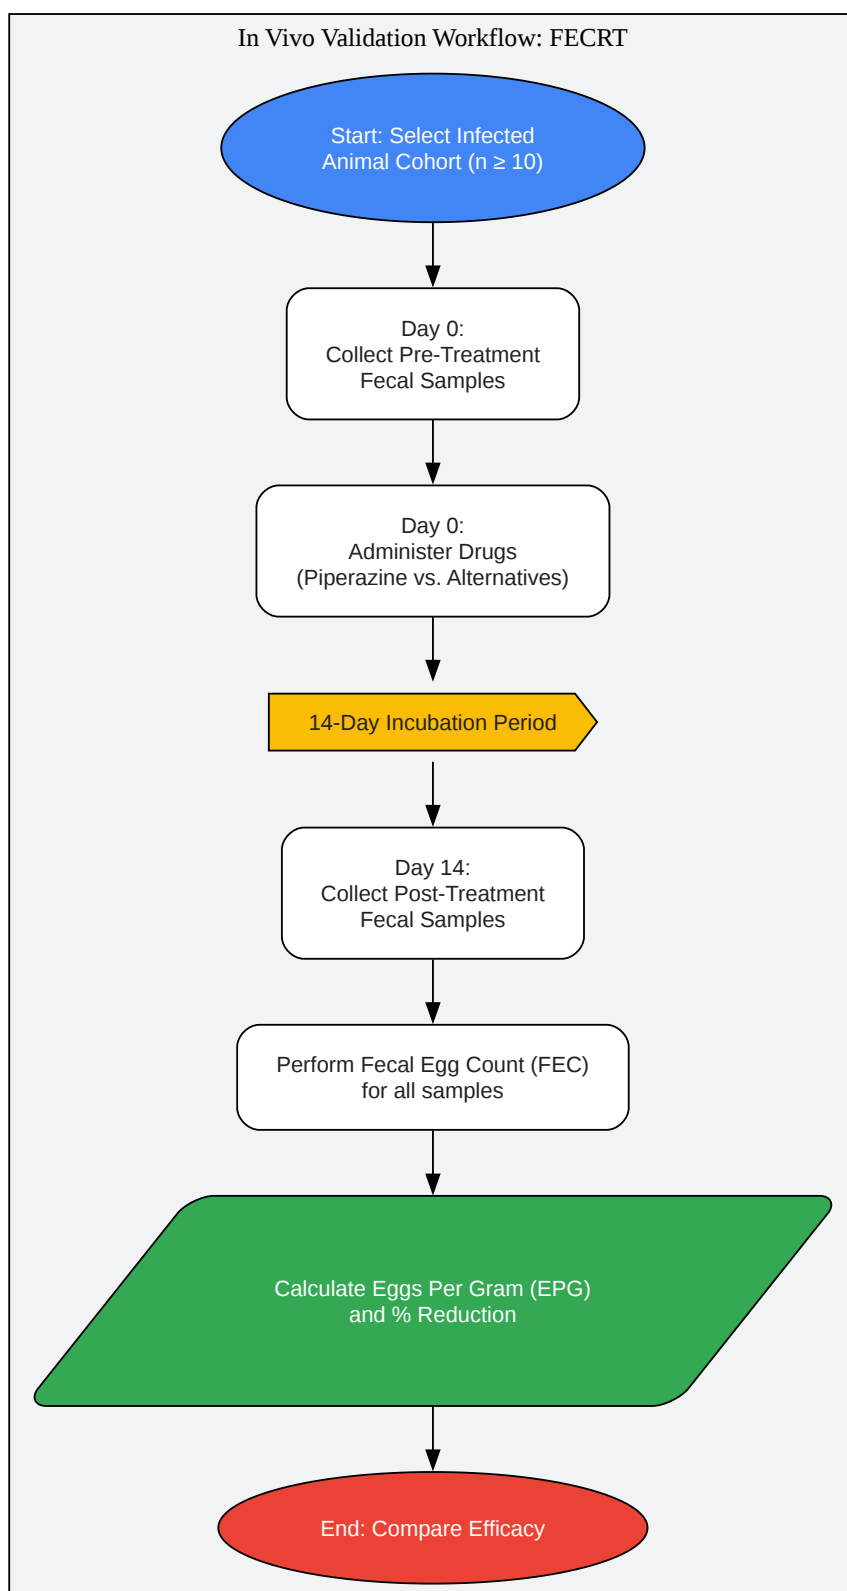 In Vivo Validation Workflow: FECRT
Start: Select Infected
Animal Cohort (n ≥ 10)
Day 0:
Collect Pre-Treatment
Fecal Samples
Day 0:
Administer Drugs
(Piperazine vs. Alternatives)
14-Day Incubation Period
Day 14:
Collect Post-Treatment
Fecal Samples
Perform Fecal Egg Count (FEC)
for all samples
Calculate Eggs Per Gram (EPG)
and % Reduction
End: Compare Efficacy